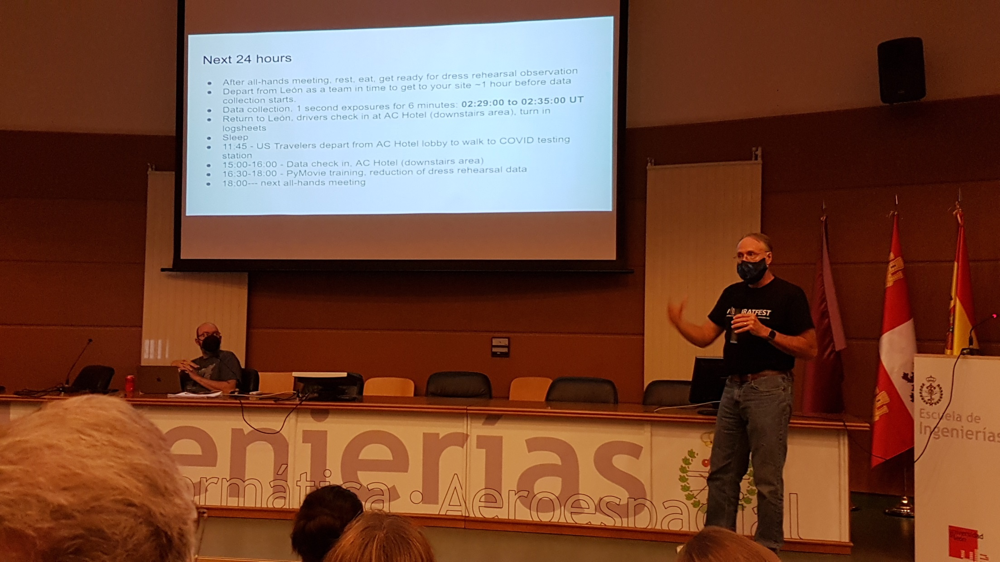 Next 24 hours
• After all-hands meeting, rest, eat, get ready for dress rehearsal observation
• Depart from León as a team in time to get to your site ~1 hour before data
collection starts.
• Data collection, 1 second exposures for 6 minutes: 02:29:00 to 02:35:00 UT
• Return to León, drivers check in at AC Hotel (downstairs area), turn in
logsheets
• Sleep
• 11:45 - US Travelers depart from AC Hotel lobby to walk to COVID testing
station
• 15:00-16:00 - Data check in, AC Hotel (downstairs area)
• 16:30-18:00 - PyMovie training, reduction of dress rehearsal data
• 18:00--- next all-hands meeting
IRATFEST
Escuela de
Ingenierías
enierías
ormática • Aeroespacial